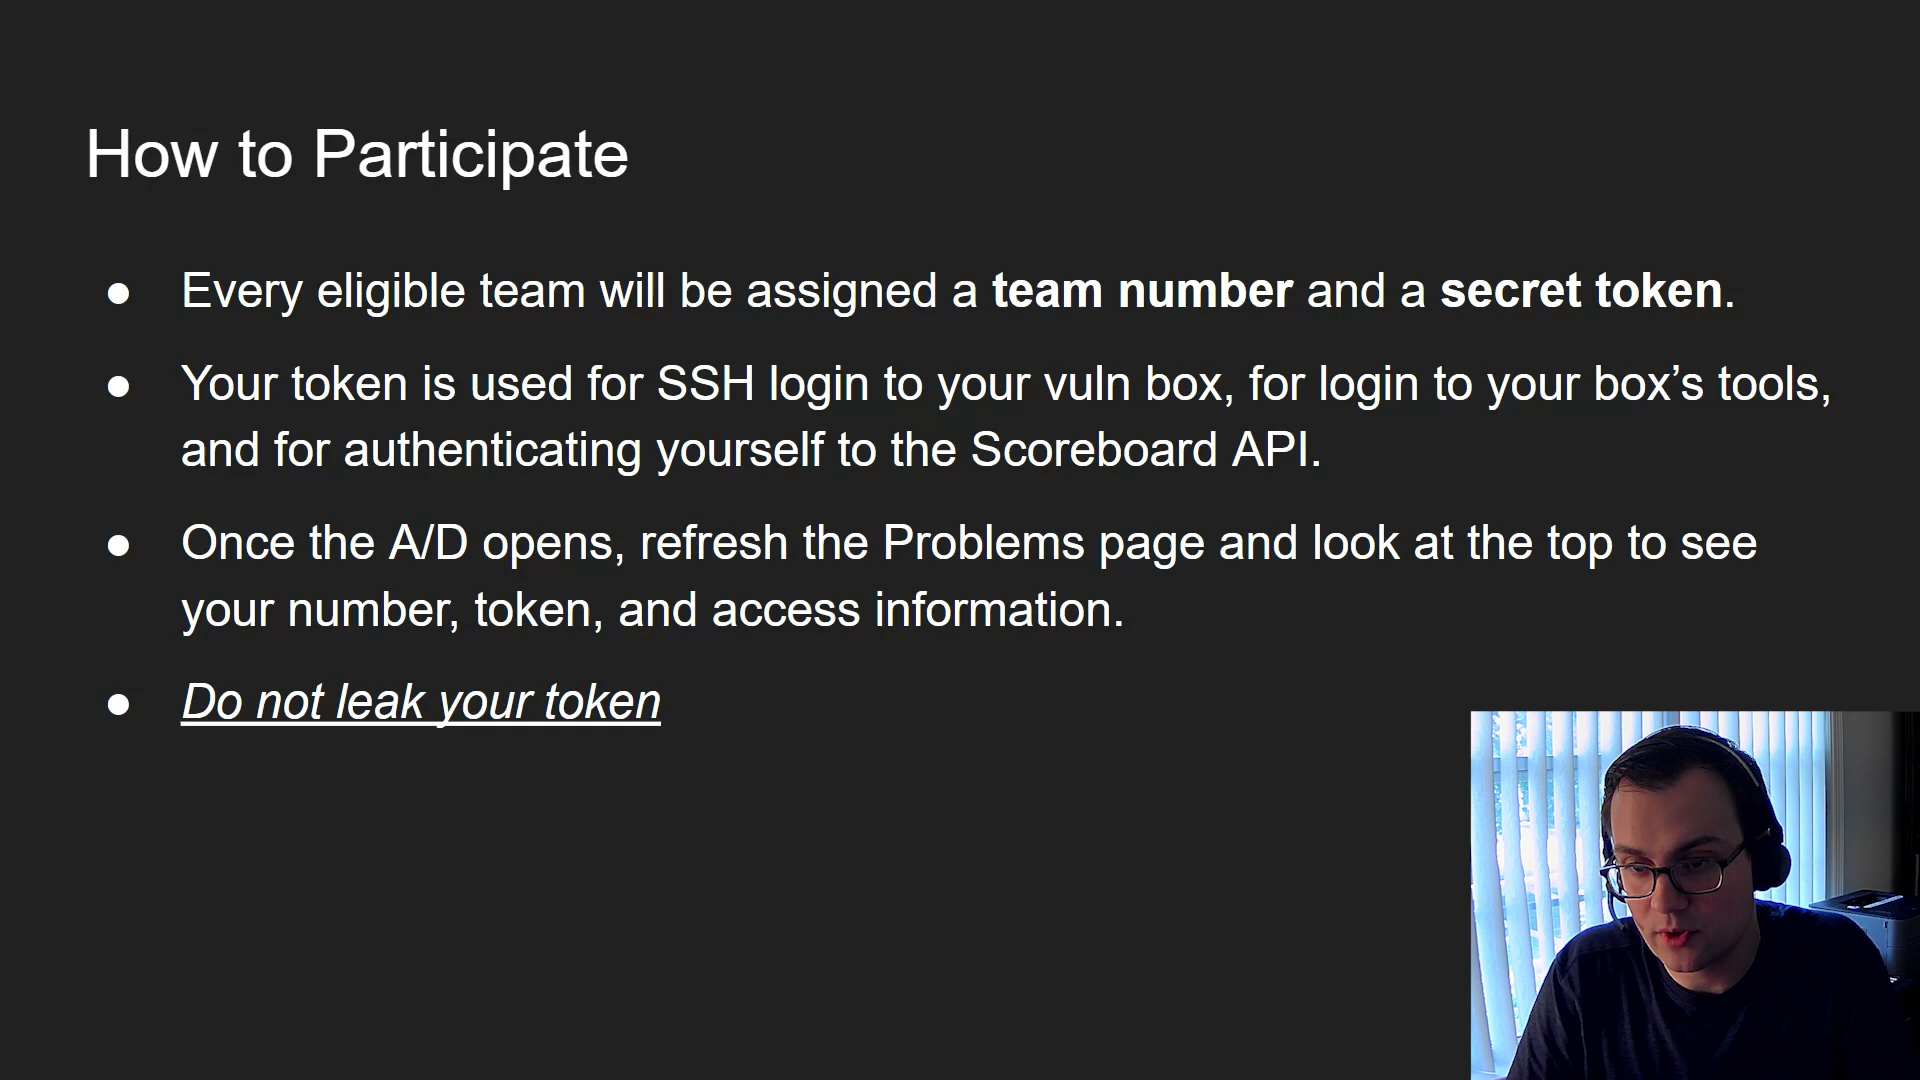 How to Participate
● Every eligible team will be assigned a team number and a secret token.
● Your token is used for SSH login to your vuln box, for login to your box’s tools,
and for authenticating yourself to the Scoreboard API.
● Once the A/D opens, refresh the Problems page and look at the top to see
your number, token, and access information.
● Do not leak your token